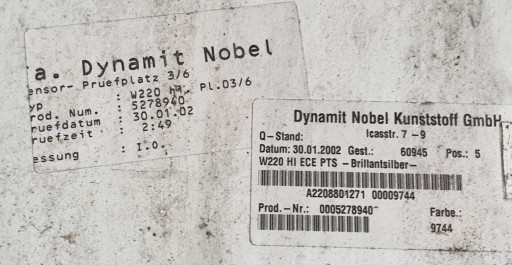 a. Dynamit Nobel
ensor- Pruefplatz 3/6
yp : W220 Pl.03/6
rod. Num. : 5278940
ruefdatum : 30.01.02
ruefzeit : 2:49
essung : I.O.
Dynamit Nobel Kunststoff GmbH
Q-Stand: Icasstr. 7 -9
Datum: 30.01.2002 Gest.: 60945 Pos.: 5
W220 HI ECE PTS -Brillantsilber-
A2208801271 00009744
Prod.-Nr.: 0005278940 Farbe.:
9744